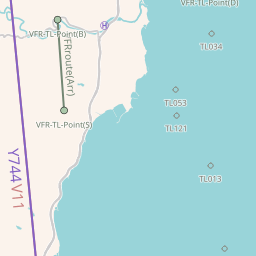 VFR-TL-Point(D)
VFR-TL-Point(B)
TL034
VFRroute(Arr)
TL053
VFR-TL-Point(S)
TL121
Y744V11
TL013
H